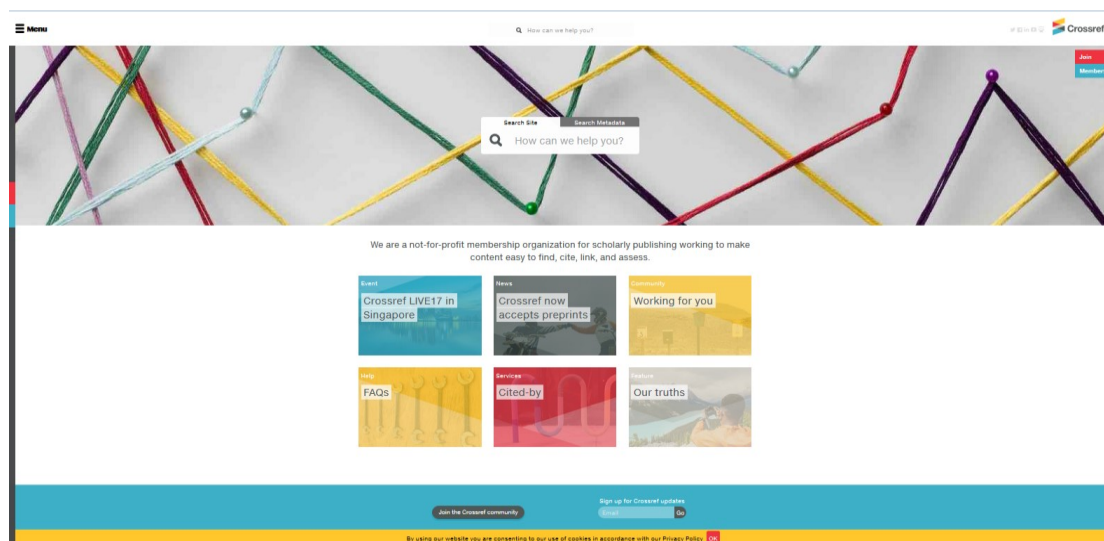 Menu
How can we help you?
Crossref
Join
Member
Search Site
Search Metadata
How can we help you?
We are a not-for-profit membership organization for scholarly publishing working to make
content easy to find, cite, link, and assess.
Event
Crossref LIVE17 in
Singapore
News
Crossref now
accepts preprints
Community
Working for you
Help
FAQs
Services
Cited-by
Feature
Our truths
Join the Crossref community
Sign up for Crossref updates
Email
Go
By using our website you are consenting to our use of cookies in accordance with our Privacy Policy
OK